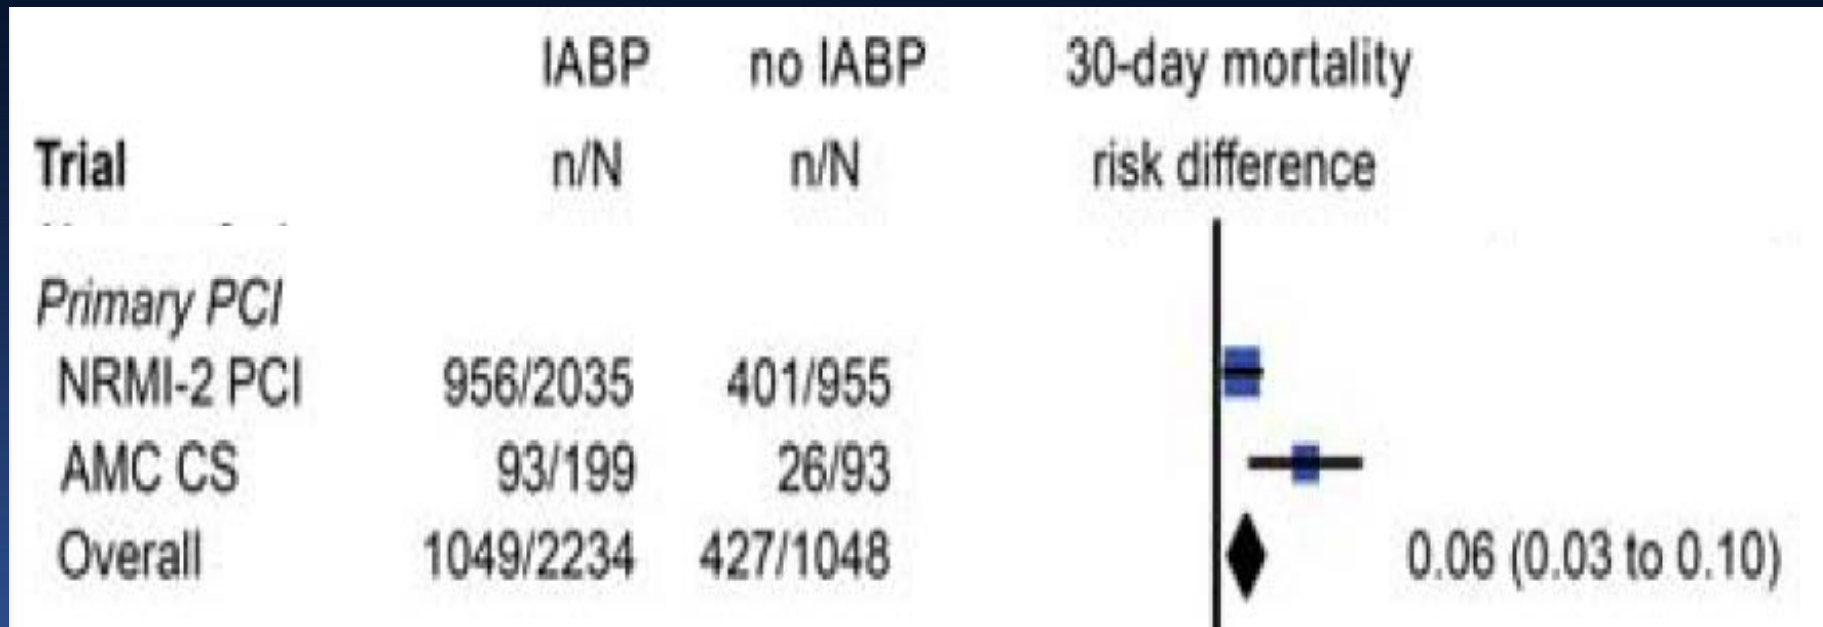 IABP no IABP 30-day mortality
Trial n/N n/N risk difference
Primary PCI
NRMI-2 PCI 956/2035 401/955
AMC CS 93/199 26/93
Overall 1049/2234 427/1048 0.06 (0.03 to 0.10)